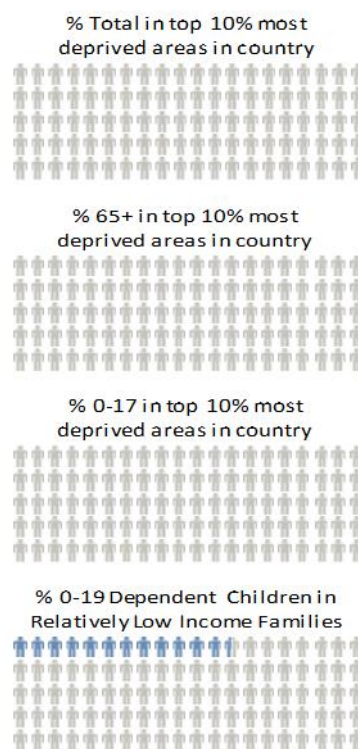 % Total in top 10% most
deprived areas in country
% 65+ in top 10% most
deprived areas in country
% 0-17 in top 10% most
deprived areas in country
% 0-19 Dependent Children in
Relatively Low Income Families